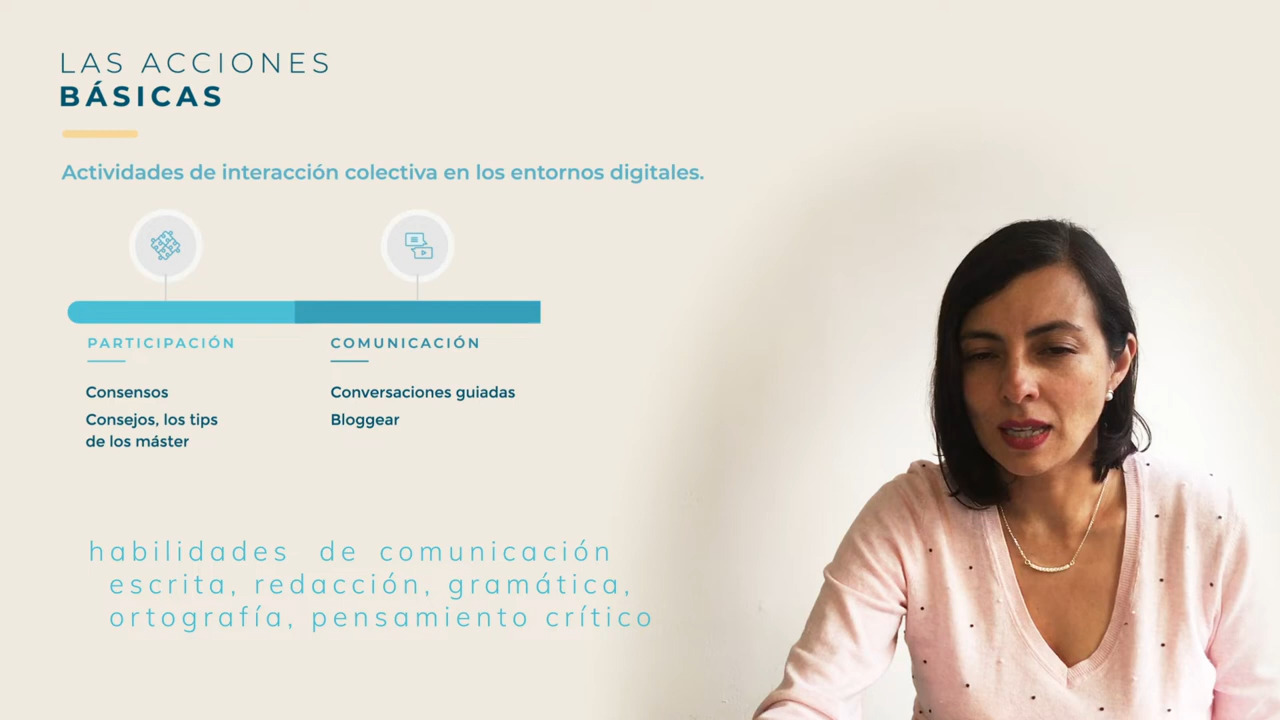 LAS ACCIONES
BÁSICAS
Actividades de interacción colectiva en los entornos digitales.
PARTICIPACIÓN
Consensos
Consejos, los tips
de los máster
COMUNICACIÓN
Conversaciones guiadas
Bloggear
habilidades de comunicación
escrita, redacción, gramática,
ortografía, pensamiento crítico